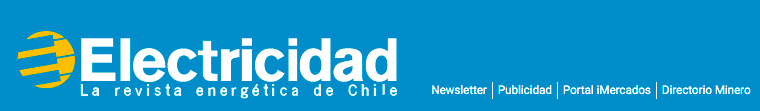 Electricidad
La revista energética de Chile
Newsletter | Publicidad | Portal iMercados | Directorio Minero